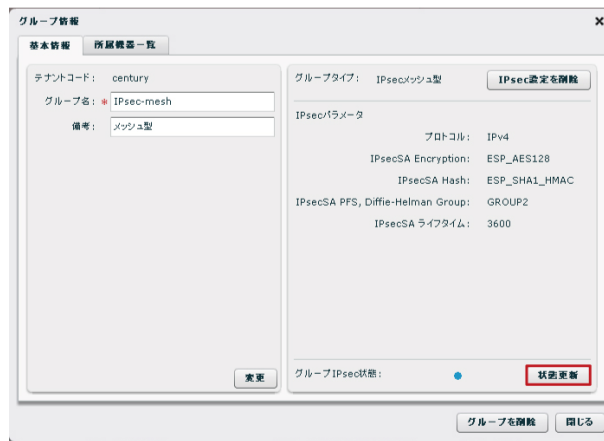 グループ情報
×
基本情報 所属機器一覧
テナントコード: century
グループ名: * IPsec-mesh
備考: メッシュ型
変更
グループタイプ: IPsecメッシュ型 IPsec設定を削除
IPsecパラメータ
プロトコル: IPv4
IPsecSA Encryption: ESP_AES128
IPsecSA Hash: ESP_SHA1_HMAC
IPsecSA PFS, Diffie-Helman Group: GROUP2
IPsecSA ライフタイム: 3600
グループIPsec状態: 状態更新
グループを削除 閉じる